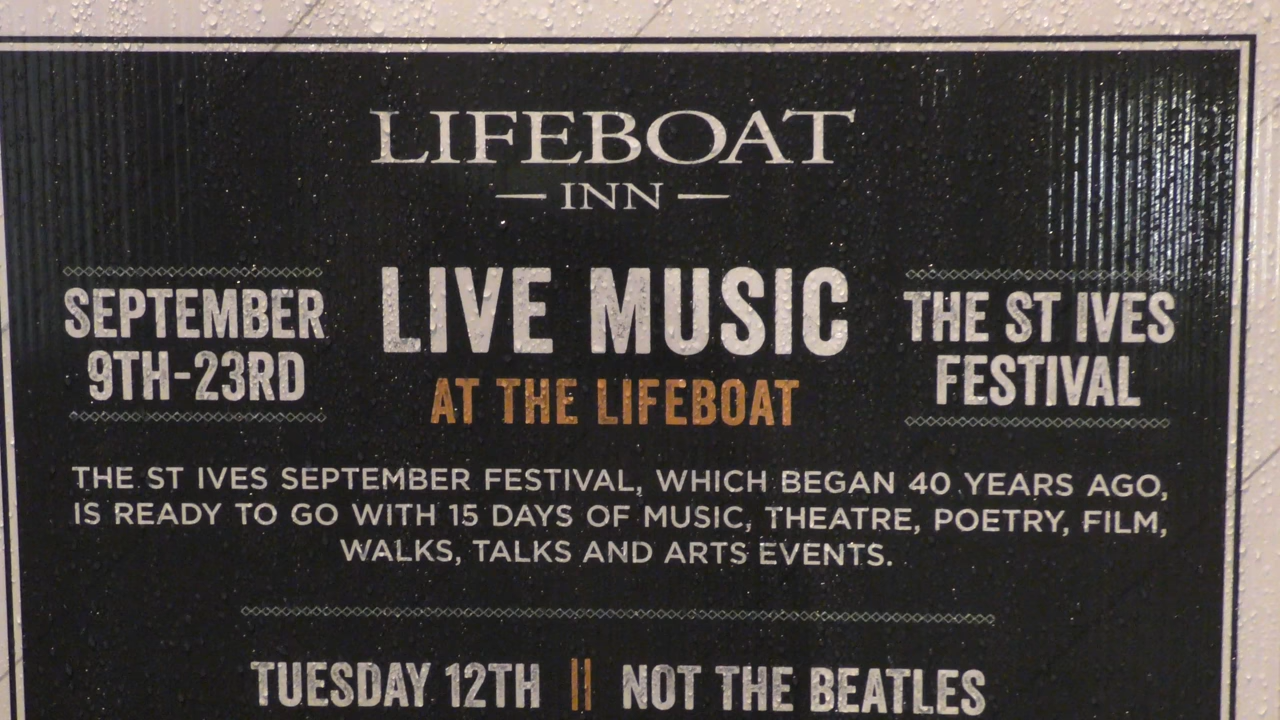 LIFEBOAT
INN
SEPTEMBER
9TH-23RD
LIVE MUSIC
AT THE LIFEBOAT
THE ST IVES
FESTIVAL
THE ST IVES SEPTEMBER FESTIVAL, WHICH BEGAN 40 YEARS AGO,
IS READY TO GO WITH 15 DAYS OF MUSIC, THEATRE, POETRY, FILM,
WALKS, TALKS AND ARTS EVENTS.
TUESDAY 12TH || NOT THE BEATLES